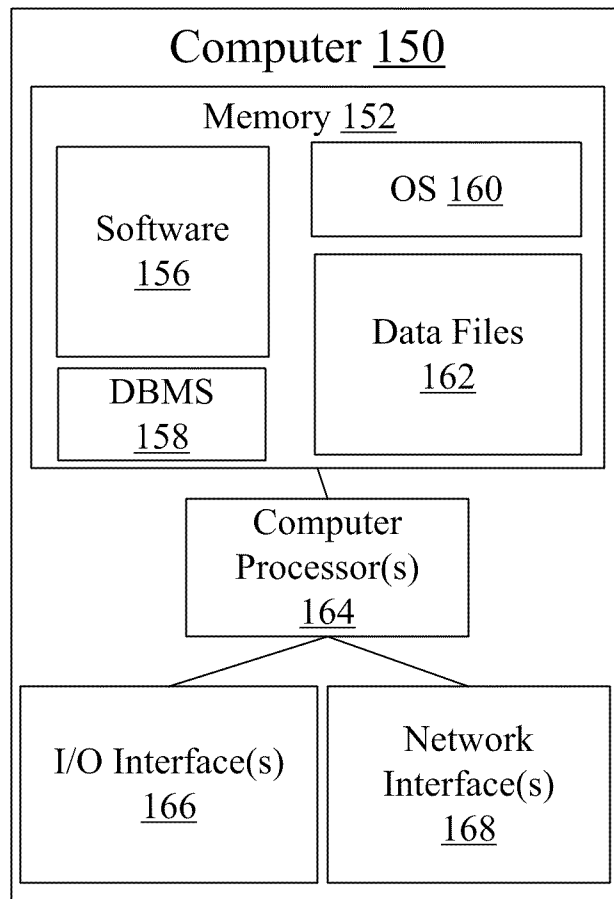 Computer 150
Memory 152
Software
156
OS 160
Data Files
162
DBMS
158
Computer
Processor(s)
164
I/O Interface(s)
166
Network
Interface(s)
168